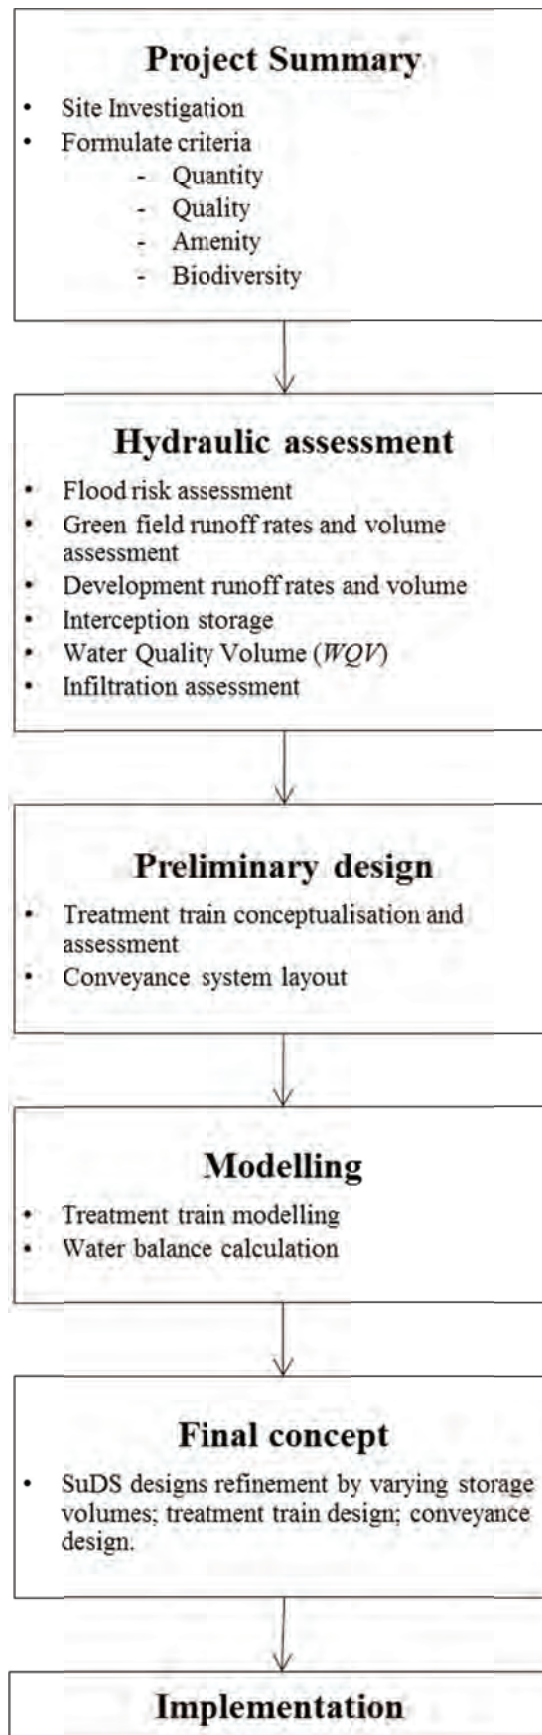 Project Summary
• Site Investigation
• Formulate criteria
- Quantity
- Quality
- Amenity
- Biodiversity
Hydraulic assessment
• Flood risk assessment
• Green field runoff rates and volume
assessment
• Development runoff rates and volume
• Interception storage
• Water Quality Volume (WQV)
• Infiltration assessment
Preliminary design
• Treatment train conceptualisation and
assessment
• Conveyance system layout
Modelling
• Treatment train modelling
• Water balance calculation
Final concept
• SuDS designs refinement by varying storage
volumes; treatment train design; conveyance
design.
Implementation